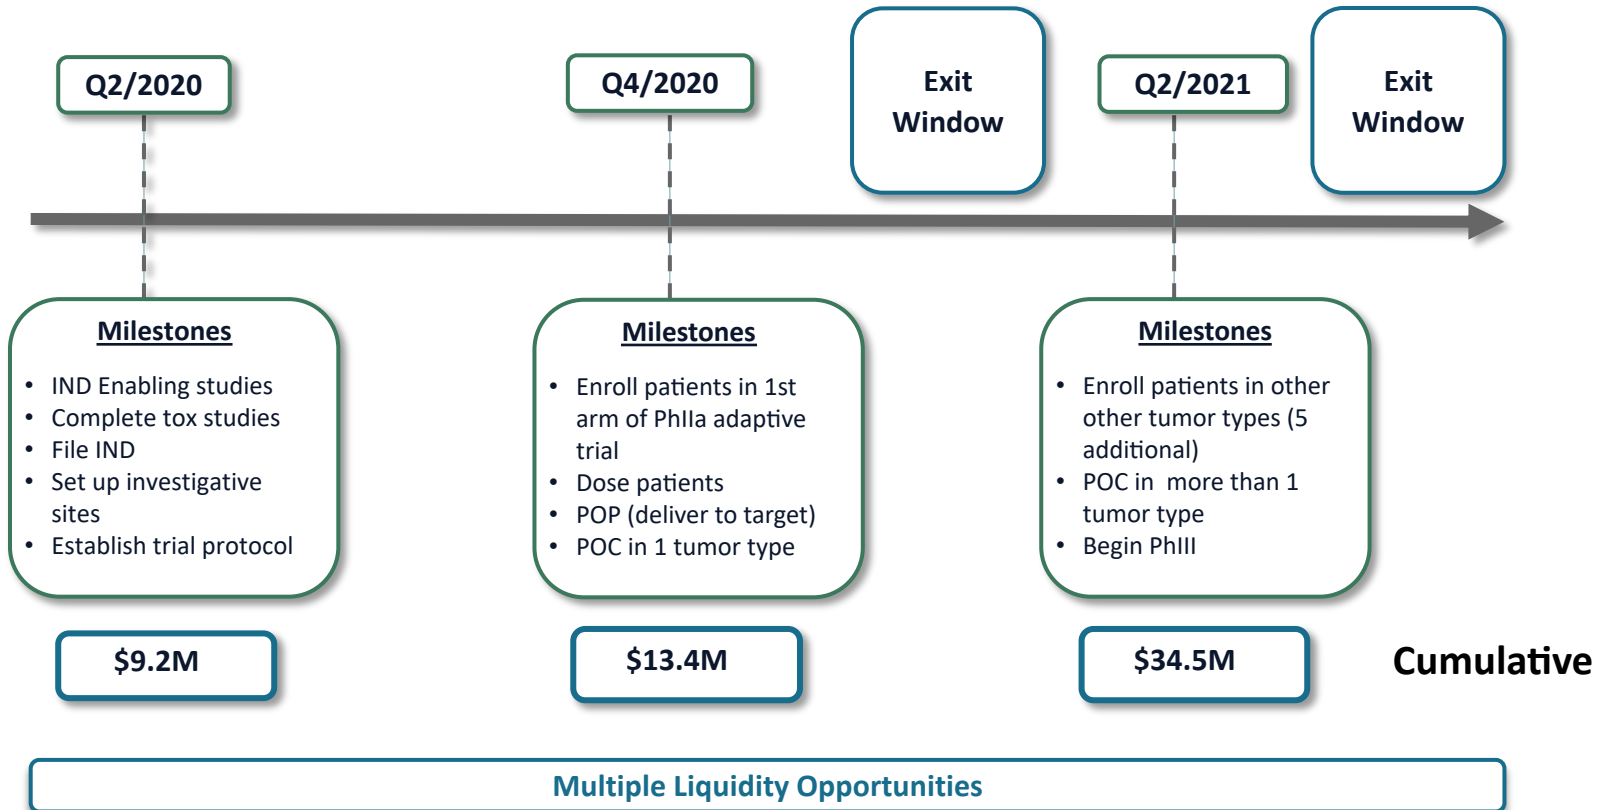 Q2/2020
Q4/2020
Exit
Window
Q2/2021
Exit
Window
Milestones
• IND Enabling studies
• Complete tox studies
• File IND
• Set up investigative
sites
• Establish trial protocol
Milestones
• Enroll patients in 1st
arm of PhIIa adaptive
trial
• Dose patients
• POP (deliver to target)
• POC in 1 tumor type
Milestones
• Enroll patients in other
other tumor types (5
additional)
• POC in  more than 1
tumor type
• Begin PhIII
$9.2M
$13.4M
$34.5M
Cumulative
Multiple Liquidity Opportunities